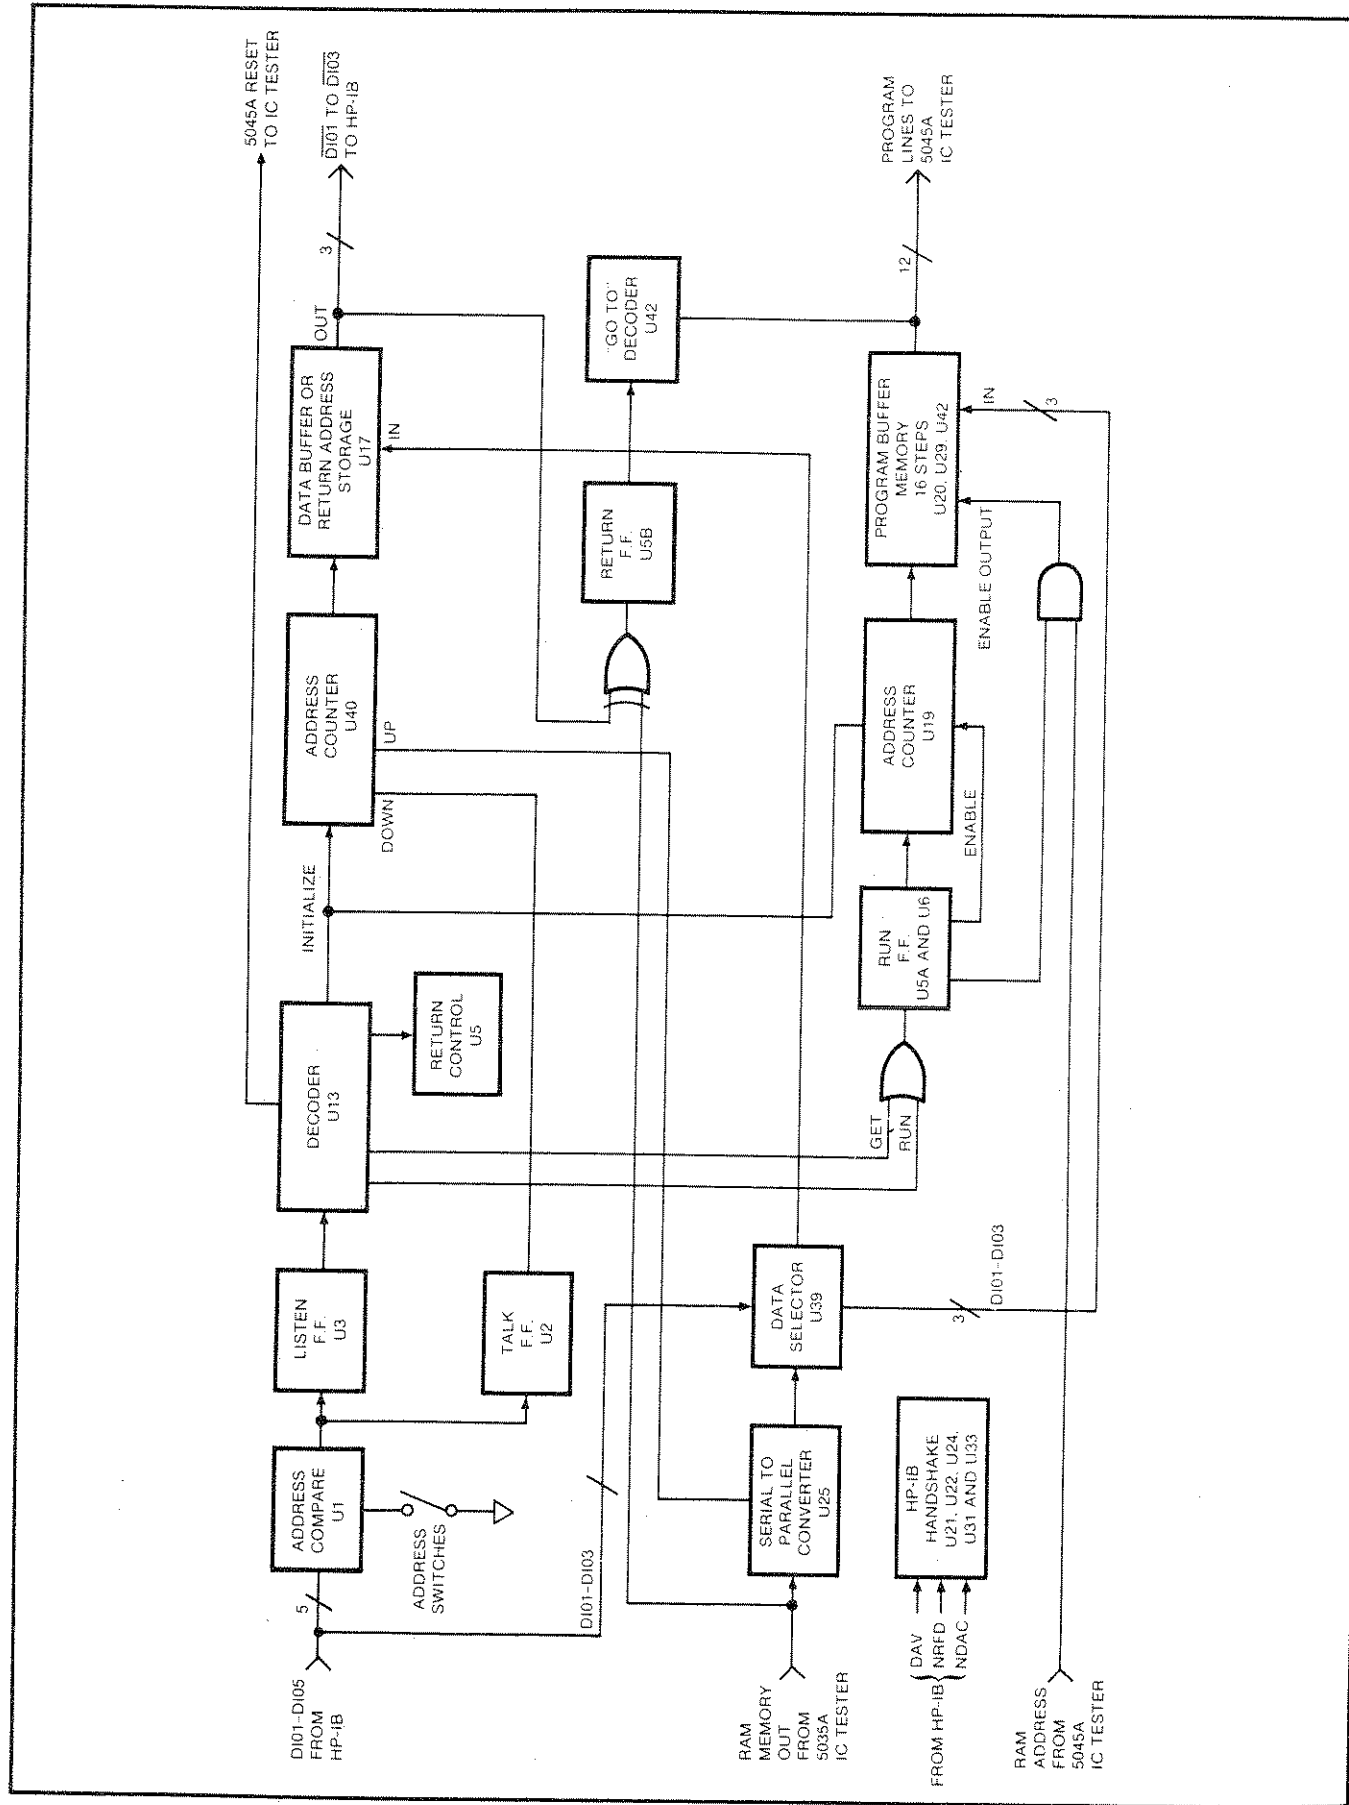 5045A RESET
TO IC TESTER
DI01 TO DI03
TO HP-IB
3
OUT
DATA BUFFER OR
RETURN ADDRESS
STORAGE
U17
IN
ADDRESS
COUNTER
U40
UP
DOWN
INITIALIZE
DECODER
U13
RETURN
CONTROL
U5
LISTEN
F.F.
U3
TALK
F.F.
U2
ADDRESS
COMPARE
U1
ADDRESS
SWITCHES
5
DI01-DI05
FROM
HP-IB
DI01-DI03
"GO TO"
DECODER
U42
RETURN
F.F.
U5B
PROGRAM
LINES TO
5045A
IC TESTER
12
PROGRAM BUFFER
MEMORY
16 STEPS
U20, U29, U42
IN
3
ENABLE OUTPUT
ADDRESS
COUNTER
U19
ENABLE
RUN
F.F.
U5A AND U6
GET
RUN
DATA
SELECTOR
U39
3
DI01-DI03
SERIAL TO
PARALLEL
CONVERTER
U25
RAM
MEMORY
OUT
FROM
5035A
IC TESTER
HP-IB
HANDSHAKE
U21, U22, U24,
U31 AND U33
FROM HP-IB
DAV
NRFD
NDAC
RAM
ADDRESS
FROM
5045A
IC TESTER